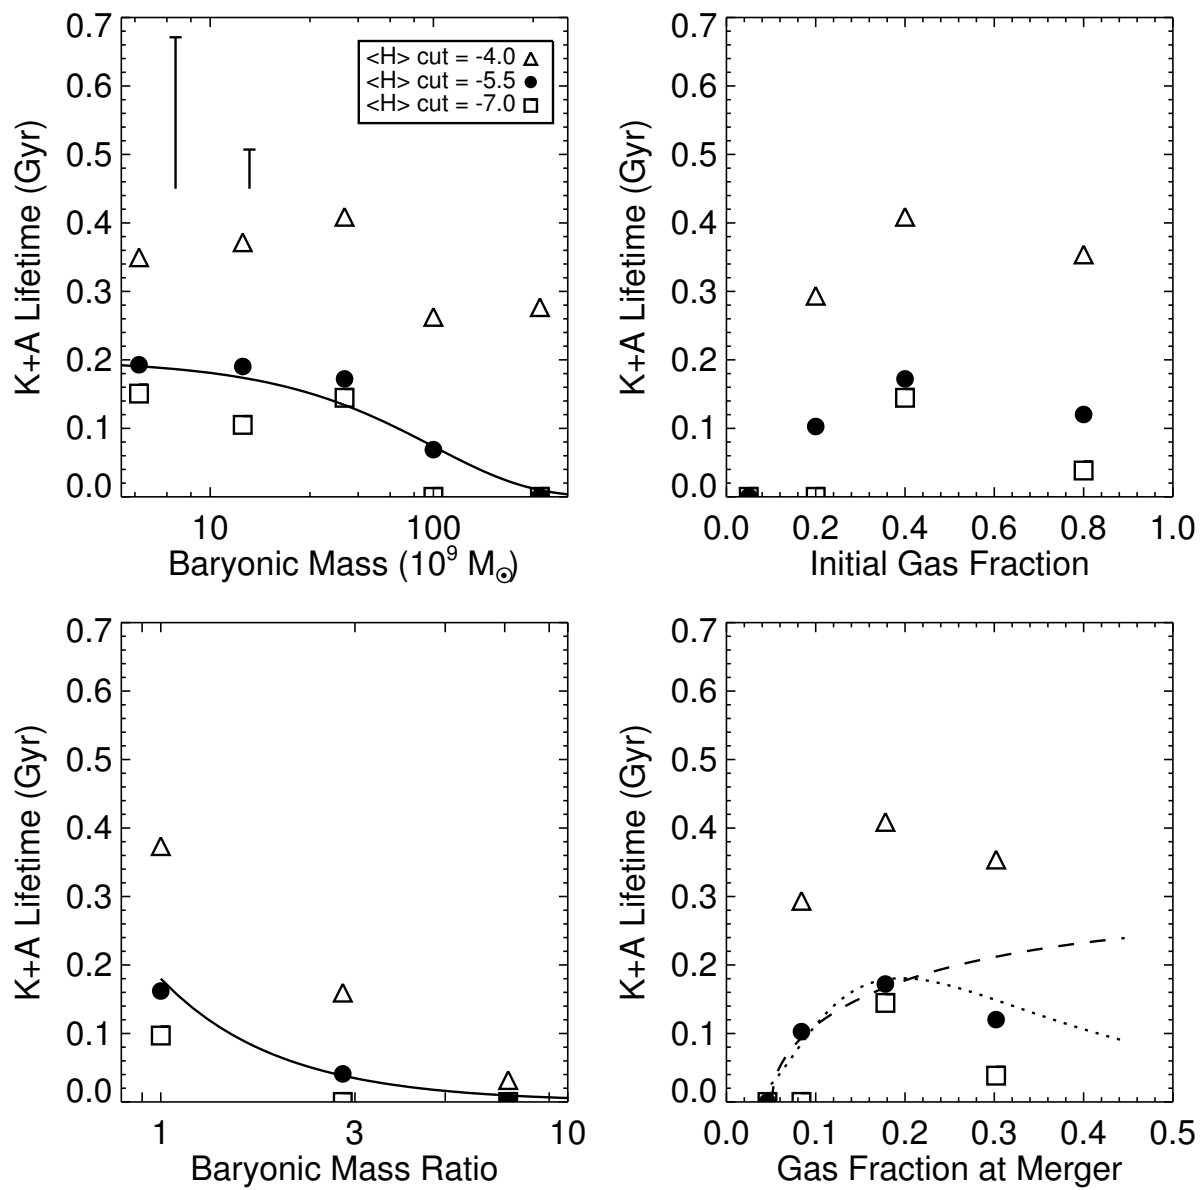 0.7
0.6
0.5
0.4
0.3
0.2
0.1
0.0
K+A Lifetime (Gyr)
<H> cut = -4.0
<H> cut = -5.5
<H> cut = -7.0
10 100
Baryonic Mass (10⁹ M⊙)
0.7
0.6
0.5
0.4
0.3
0.2
0.1
0.0
K+A Lifetime (Gyr)
0.0 0.2 0.4 0.6 0.8 1.0
Initial Gas Fraction
0.7
0.6
0.5
0.4
0.3
0.2
0.1
0.0
K+A Lifetime (Gyr)
1 3 10
Baryonic Mass Ratio
0.7
0.6
0.5
0.4
0.3
0.2
0.1
0.0
K+A Lifetime (Gyr)
0.0 0.1 0.2 0.3 0.4 0.5
Gas Fraction at Merger